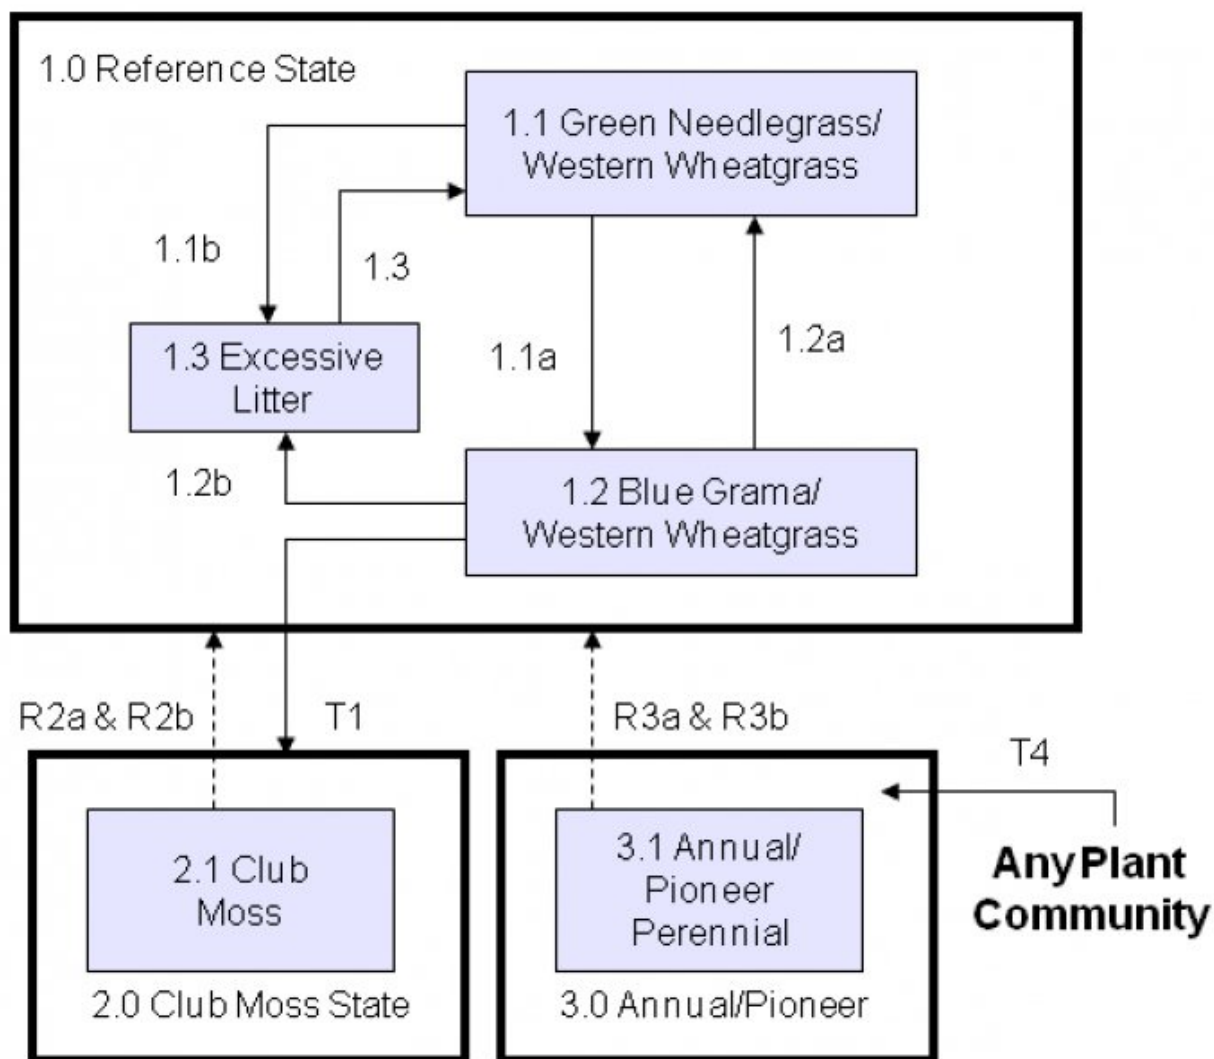 1.0 Reference State
1.1 Green Needlegrass/
Western Wheatgrass
1.1b
1.3
1.3 Excessive
Litter
1.1a
1.2a
1.2b
1.2 Blue Grama/
Western Wheatgrass
R2a & R2b
T1
R3a & R3b
T4
2.1 Club
Moss
2.0 Club Moss State
3.1 Annual/
Pioneer
Perennial
3.0 Annual/Pioneer
Any Plant
Community